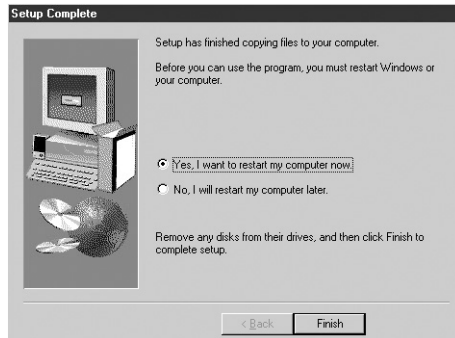 Setup Complete
Setup has finished copying files to your computer.
Before you can use the program, you must restart Windows or
your computer.
Yes, I want to restart my computer now.
No, I will restart my computer later.
Remove any disks from their drives, and then click Finish to
complete setup.
< Back
Finish